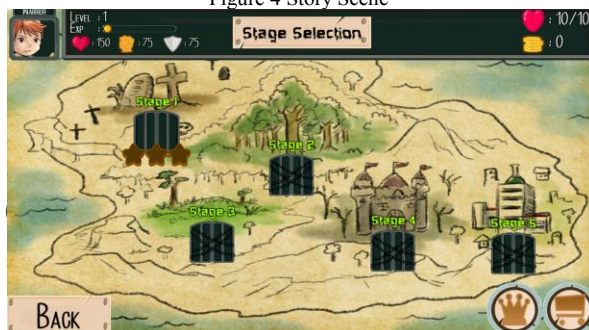 Figure 4 Story Scene
WARRIOR
LEVEL : 1
EXP :
: 150 : 75 : 75
Stage Selection
: 10/10
: 0
Stage 1
Stage 2
Stage 3
Stage 4
Stage 5
BACK